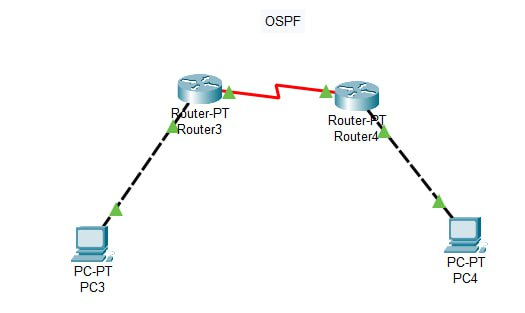 OSPF
Router-PT
Router3
Router-PT
Router4
PC-PT
PC3
PC-PT
PC4